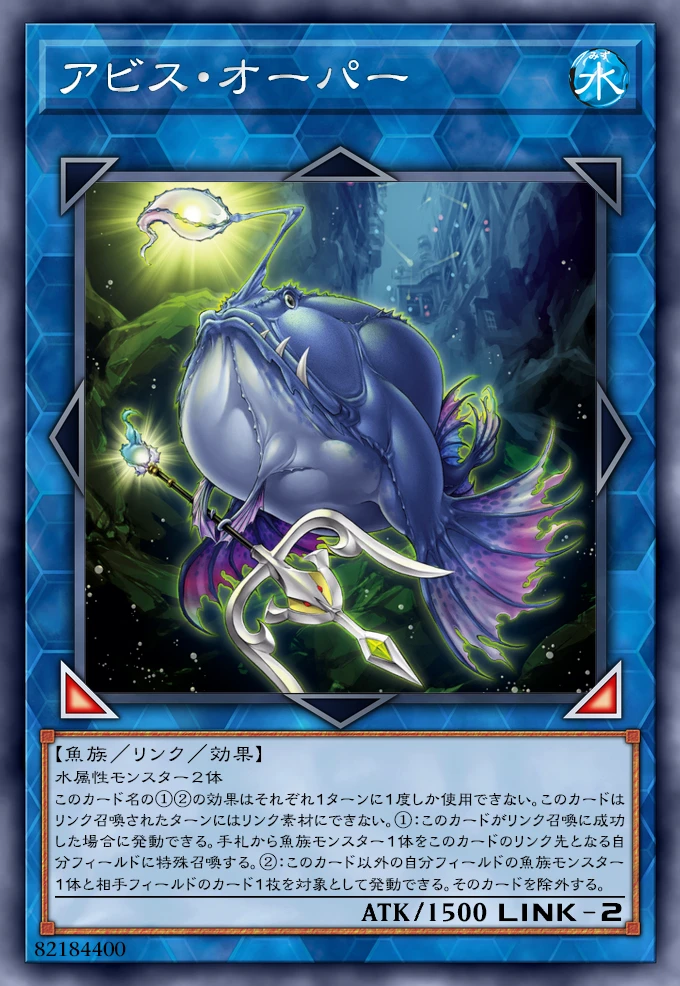 アビス・オーパー
みず
水
【魚族／リンク／効果】
水属性モンスター２体
このカード名の①②の効果はそれぞれ１ターンに１度しか使用できない。このカードは
リンク召喚されたターンにはリンク素材にできない。①：このカードがリンク召喚に成功
した場合に発動できる。手札から魚族モンスター１体をこのカードのリンク先となる自
分フィールドに特殊召喚する。②：このカード以外の自分フィールドの魚族モンスター
１体と相手フィールドのカード１枚を対象として発動できる。そのカードを除外する。
ATK/1500 LINK-2
82184400